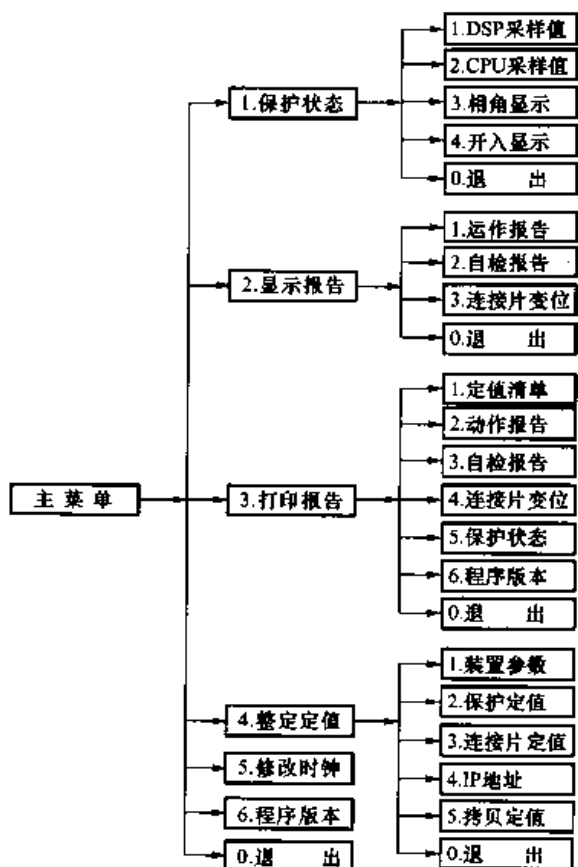 主菜单
1.保护状态
1.DSP采样值
2.CPU采样值
3.相角显示
4.开入显示
0.退 出
2.显示报告
1.运作报告
2.自检报告
3.连接片变位
0.退 出
3.打印报告
1.定值清单
2.动作报告
3.自检报告
4.连接片变位
5.保护状态
6.程序版本
0.退 出
4.整定定值
1.装置参数
2.保护定值
3.连接片定值
4.IP地址
5.拷贝定值
0.退 出
5.修改时钟
6.程序版本
0.退 出